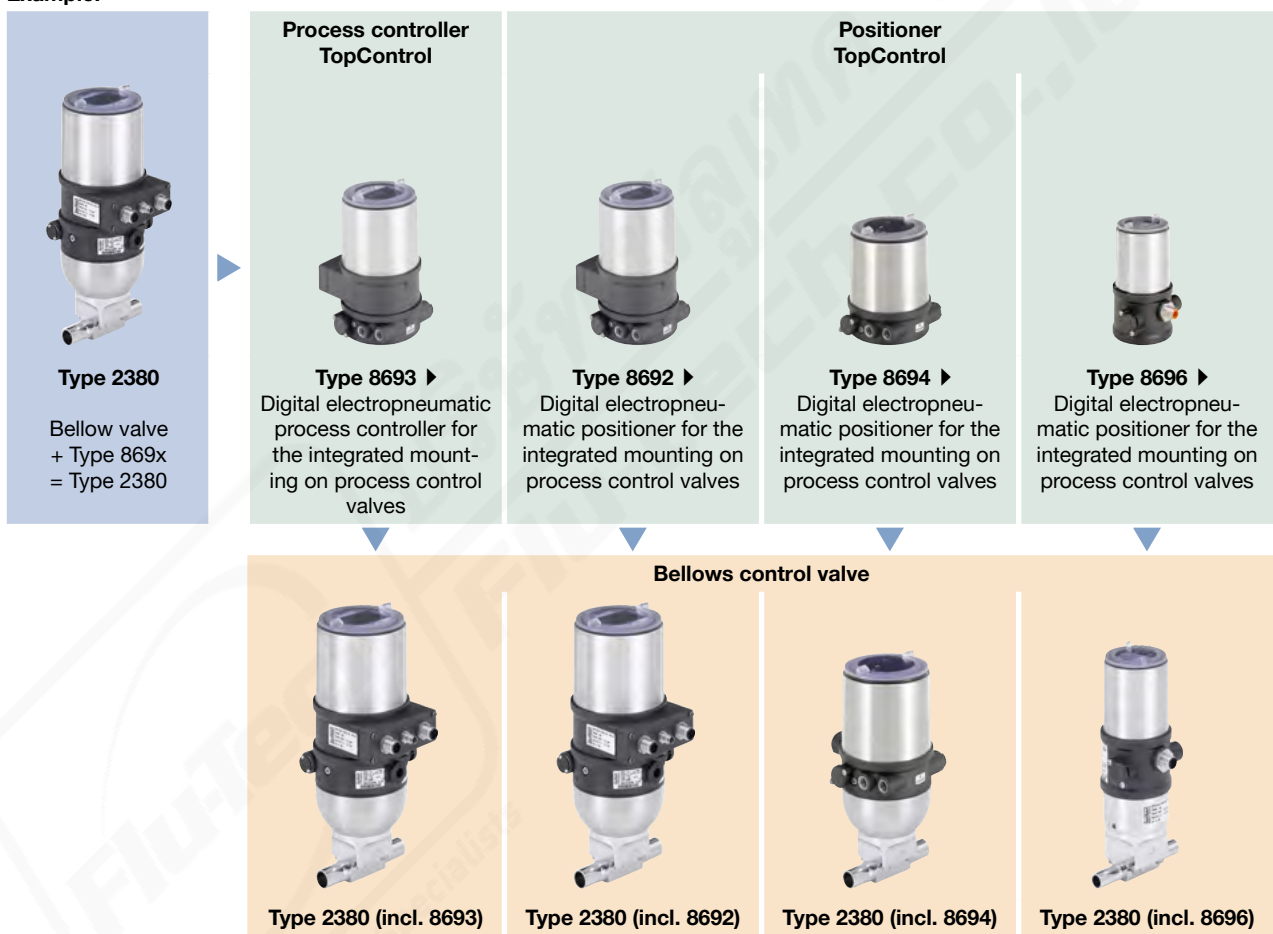 Example:
Process controller
TopControl
Positioner
TopControl
Type 2380
Bellow valve
+ Type 869x
= Type 2380
Type 8693
Digital electropneumatic
process controller for
the integrated mount-
ing on process control
valves
Type 8692
Digital electropneu-
matic positioner for the
integrated mounting on
process control valves
Type 8694
Digital electropneu-
matic positioner for the
integrated mounting on
process control valves
Type 8696
Digital electropneu-
matic positioner for the
integrated mounting on
process control valves
Bellows control valve
Type 2380 (incl. 8693)
Type 2380 (incl. 8692)
Type 2380 (incl. 8694)
Type 2380 (incl. 8696)